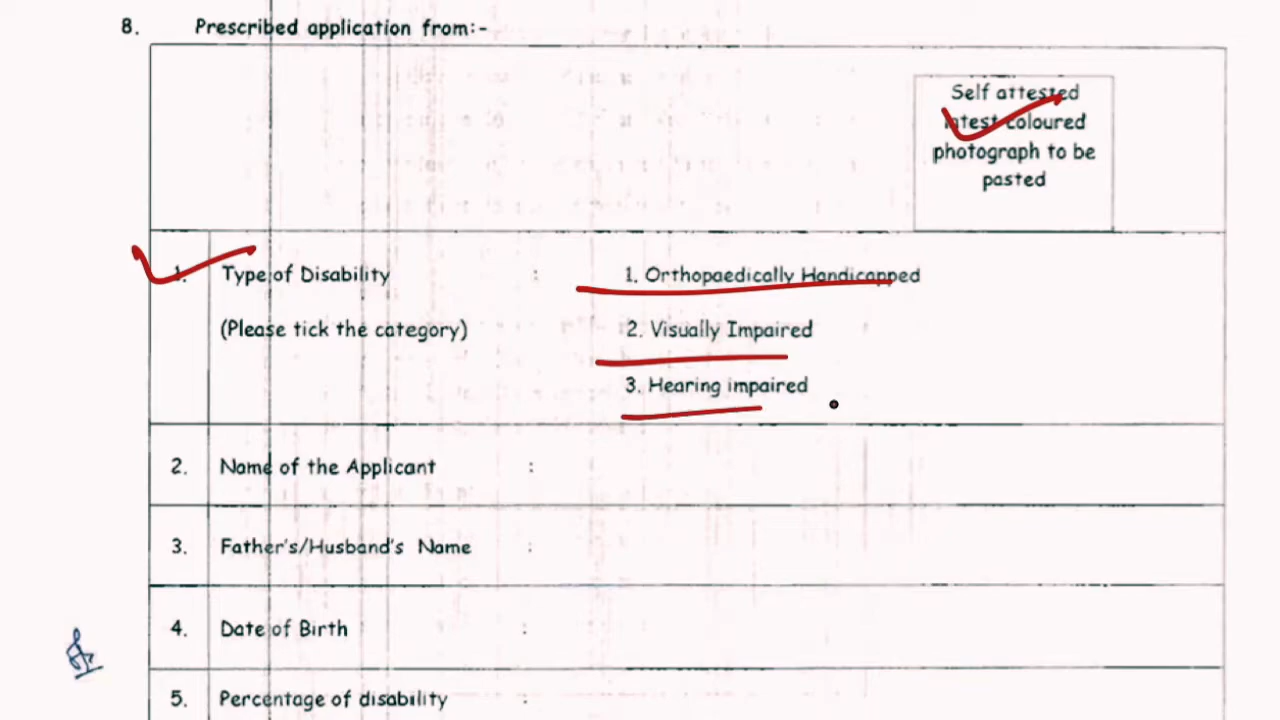 8. Prescribed application from:-
Self attested
latest coloured
photograph to be
pasted
1. Type of Disability : 1. Orthopaedically Handicapped
(Please tick the category) 2. Visually Impaired
3. Hearing impaired
2. Name of the Applicant :
3. Father's/Husband's Name :
4. Date of Birth :
5. Percentage of disability :